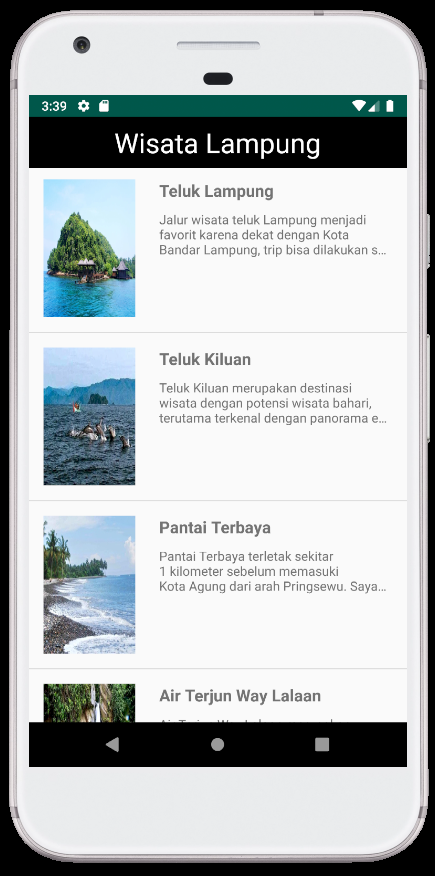 3:39
Wisata Lampung
Teluk Lampung
Jalur wisata teluk Lampung menjadi
favorit karena dekat dengan Kota
Bandar Lampung, trip bisa dilakukan s...
Teluk Kiluan
Teluk Kiluan merupakan destinasi
wisata dengan potensi wisata bahari,
terutama terkenal dengan panorama e...
Pantai Terbaya
Pantai Terbaya terletak sekitar
1 kilometer sebelum memasuki
Kota Agung dari arah Pringsewu. Saya...
Air Terjun Way Lalaan